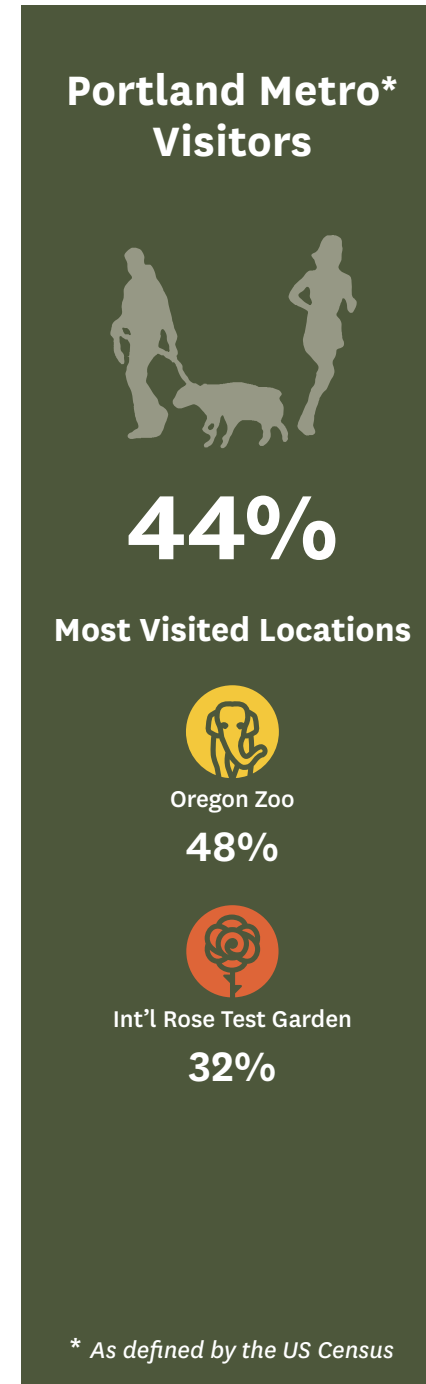 Portland Metro*
Visitors
44%
Most Visited Locations
Oregon Zoo
48%
Int’l Rose Test Garden
32%
* As defined by the US Census